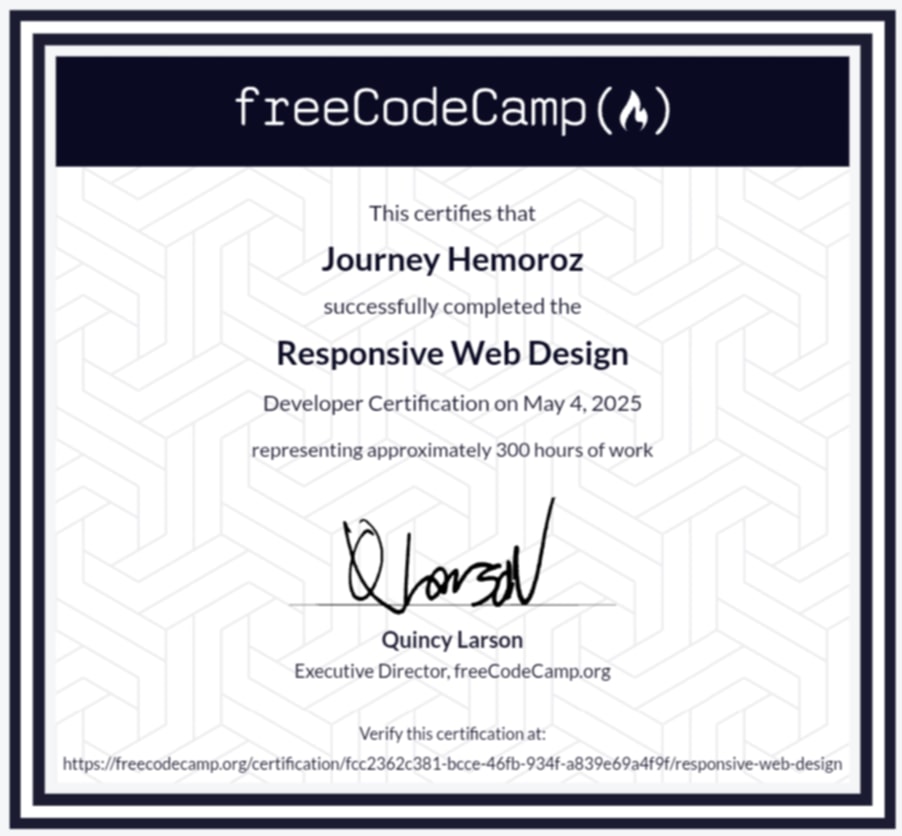 freeCodeCamp
This certifies that
Journey Hemoroz
successfully completed the
Responsive Web Design
Developer Certification on May 4, 2025
representing approximately 300 hours of work
QLarson
Quincy Larson
Executive Director, freeCodeCamp.org
Verify this certification at:
https://freecodecamp.org/certification/fcc2362c381-bcce-46fb-934f-a839e69a4f9f/responsive-web-design